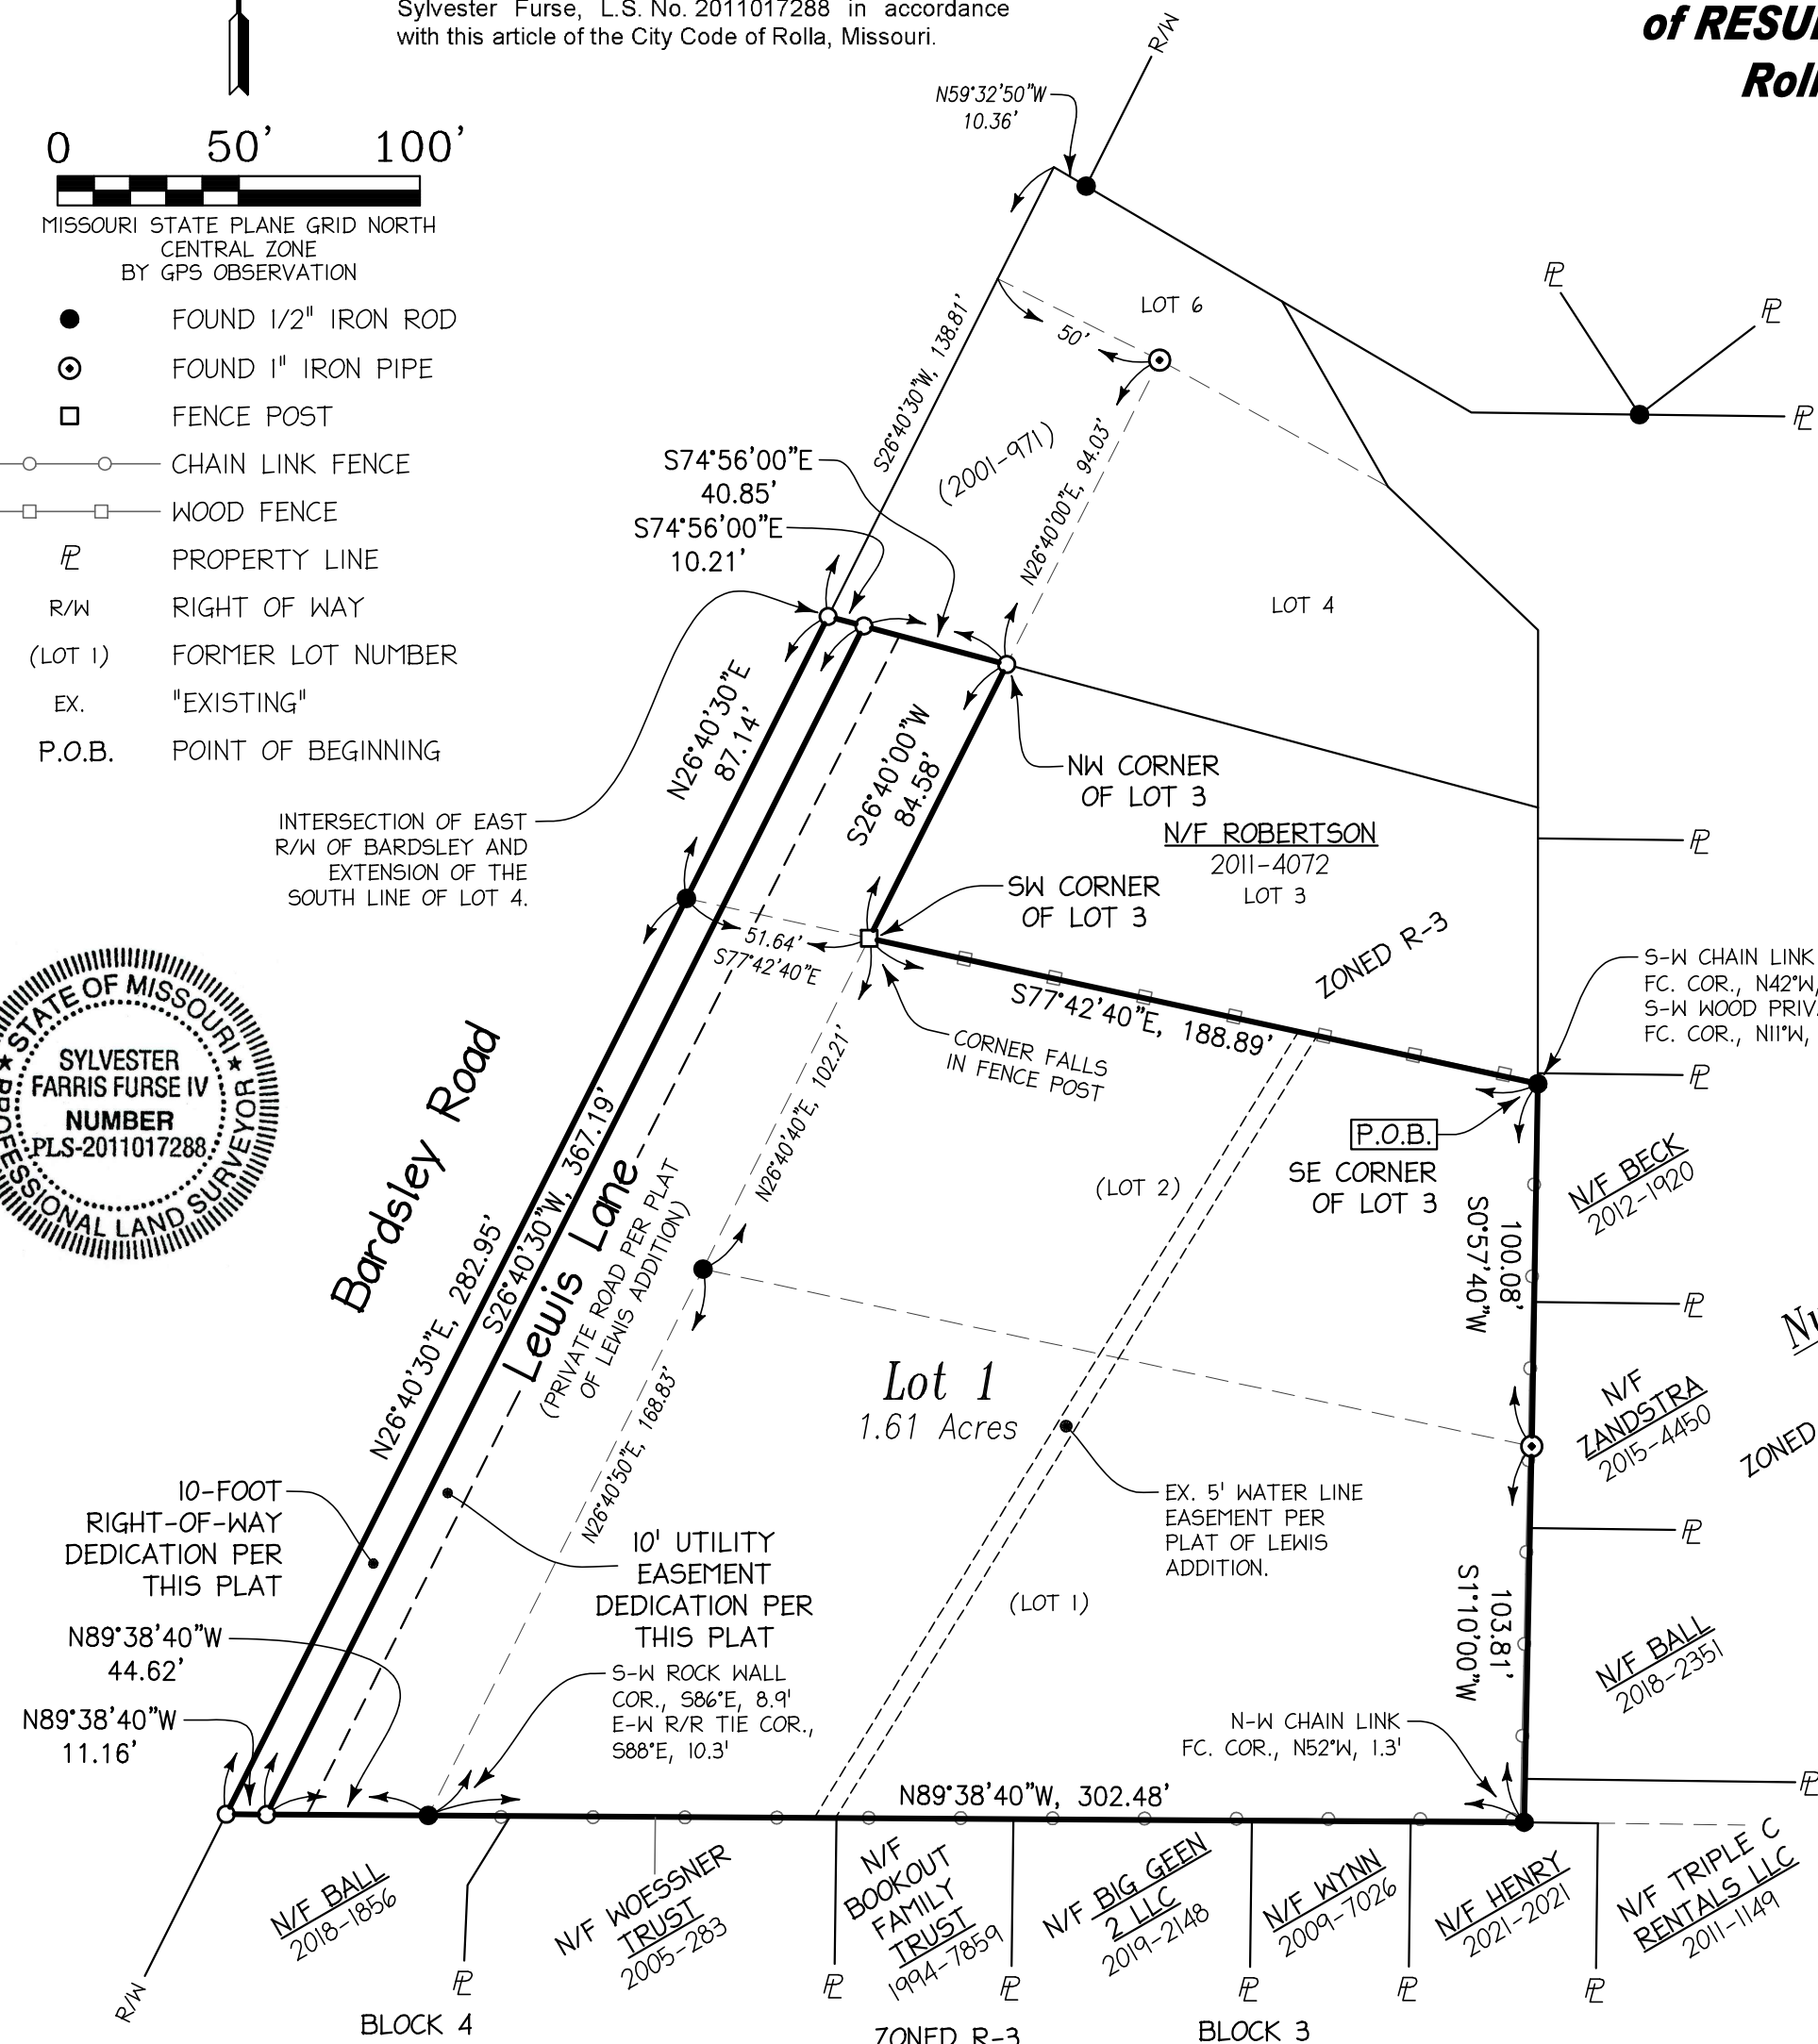 Sylvester Furse, L.S. No. 2011017288 in accordance
with this article of the City Code of Rolla, Missouri.
of RESU
Roll
0 50' 100'
MISSOURI STATE PLANE GRID NORTH
CENTRAL ZONE
BY GPS OBSERVATION
FOUND 1/2" IRON ROD
FOUND 1" IRON PIPE
FENCE POST
CHAIN LINK FENCE
WOOD FENCE
PL PROPERTY LINE
R/W RIGHT OF WAY
(LOT 1) FORMER LOT NUMBER
EX. "EXISTING"
P.O.B. POINT OF BEGINNING
R/W
N59°32'50"W
10.36'
LOT 6
50'
S26°40'30"W, 138.81'
(2001-971)
N26°40'00"E, 94.03'
LOT 4
PL
PL
PL
S74°56'00"E
40.85'
S74°56'00"E
10.21'
N26°40'30"E
87.14'
S26°40'00"W
84.58'
NW CORNER
OF LOT 3
N/F ROBERTSON
2011-4072
LOT 3
SW CORNER
OF LOT 3
ZONED R-3
PL
INTERSECTION OF EAST
R/W OF BARDSLEY AND
EXTENSION OF THE
SOUTH LINE OF LOT 4.
51.64'
S77°42'40"E
S77°42'40"E, 188.89'
CORNER FALLS
IN FENCE POST
S-W CHAIN LINK
FC. COR., N42°W,
S-W WOOD PRIV
FC. COR., N11°W,
PL
STATE OF MISSOURI
SYLVESTER
FARRIS FURSE IV
NUMBER
PLS-2011017288
PROFESSIONAL LAND SURVEYOR
Bardsley Road
N26°40'30"E, 282.95'
S26°40'30"W, 367.19'
Lewis Lane
(PRIVATE ROAD PER PLAT
OF LEWIS ADDITION)
N26°40'40"E, 102.21'
N26°40'50"E, 168.83'
(LOT 2)
P.O.B.
SE CORNER
OF LOT 3
100.08'
S0°57'40"W
N/F BECK
2012-1920
PL
Lot 1
1.61 Acres
N/F
ZANDSTRA
2015-4450
ZONED
PL
EX. 5' WATER LINE
EASEMENT PER
PLAT OF LEWIS
ADDITION.
(LOT 1)
103.81'
S1°10'00"W
N/F BALL
2018-2351
PL
10-FOOT
RIGHT-OF-WAY
DEDICATION PER
THIS PLAT
10' UTILITY
EASEMENT
DEDICATION PER
THIS PLAT
N89°38'40"W
44.62'
N89°38'40"W
11.16'
S-W ROCK WALL
COR., S86°E, 8.9'
E-W R/R TIE COR.,
S88°E, 10.3'
N-W CHAIN LINK
FC. COR., N52°W, 1.3'
N89°38'40"W, 302.48'
R/W
N/F BALL
2018-1856
PL
N/F WOESSNER
TRUST
2005-283
PL
N/F
BOOKOUT
FAMILY
TRUST
1994-7859
PL
N/F BIG GEEN
2 LLC
2019-2148
PL
N/F WYNN
2009-7026
PL
N/F HENRY
2021-2021
PL
N/F TRIPLE C
RENTALS LLC
2011-1149
BLOCK 4
ZONED R-3
BLOCK 3